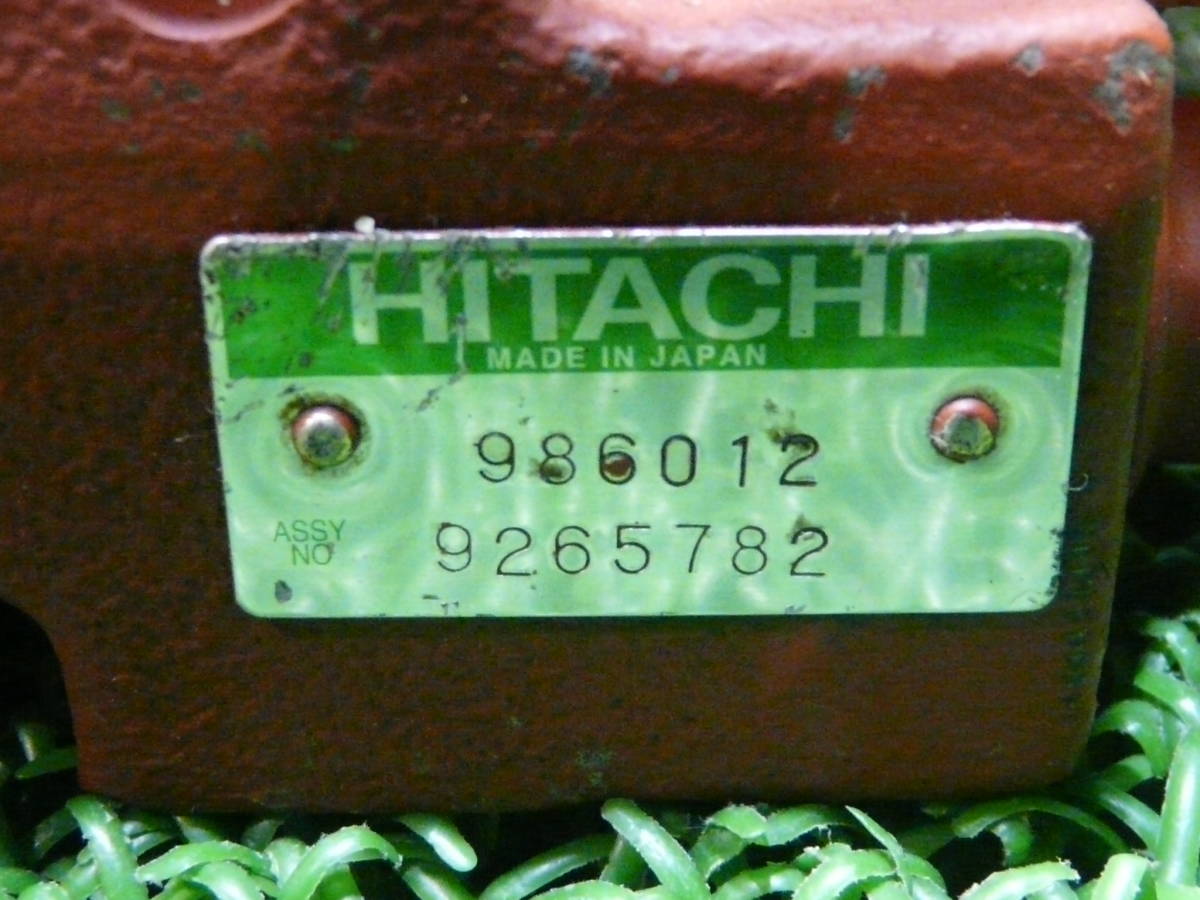 HITACHI
MADE IN JAPAN
986012
ASSY
NO
9265782